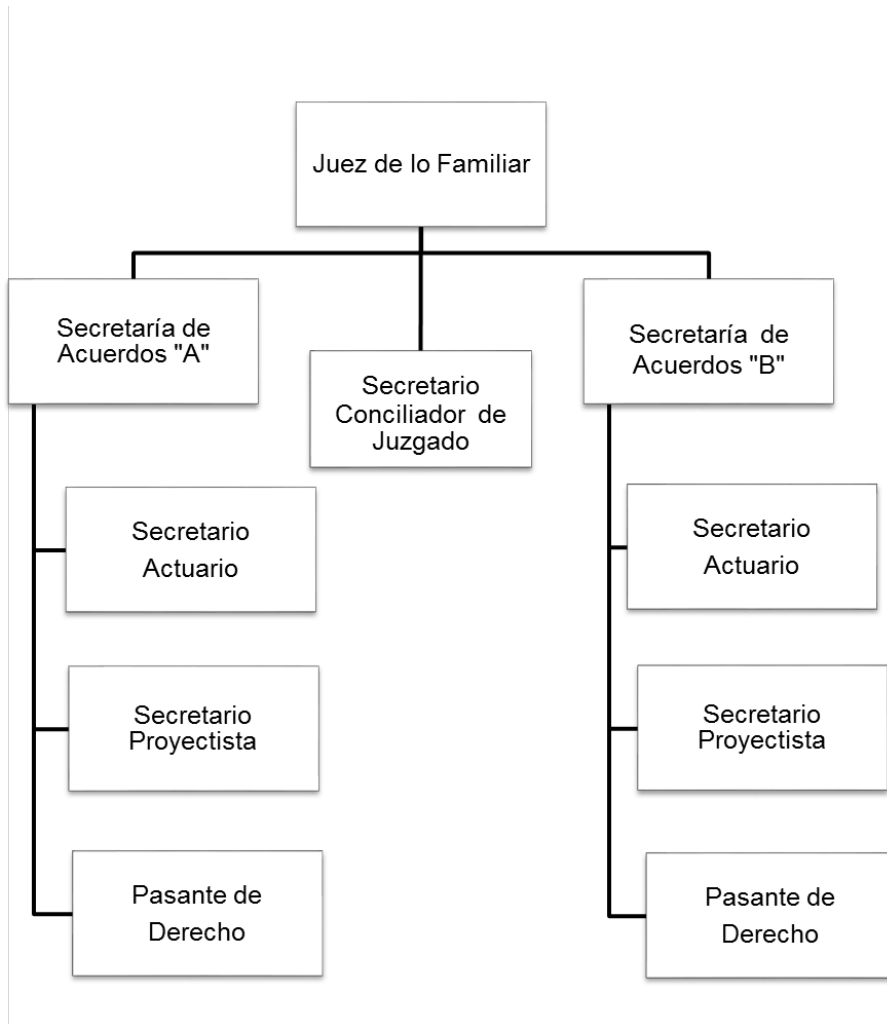 Juez de lo Familiar
Secretaría de
Acuerdos "A"
Secretario
Conciliador de
Juzgado
Secretaría de
Acuerdos "B"
Secretario
Actuario
Secretario
Proyectista
Pasante de
Derecho
Secretario
Actuario
Secretario
Proyectista
Pasante de
Derecho